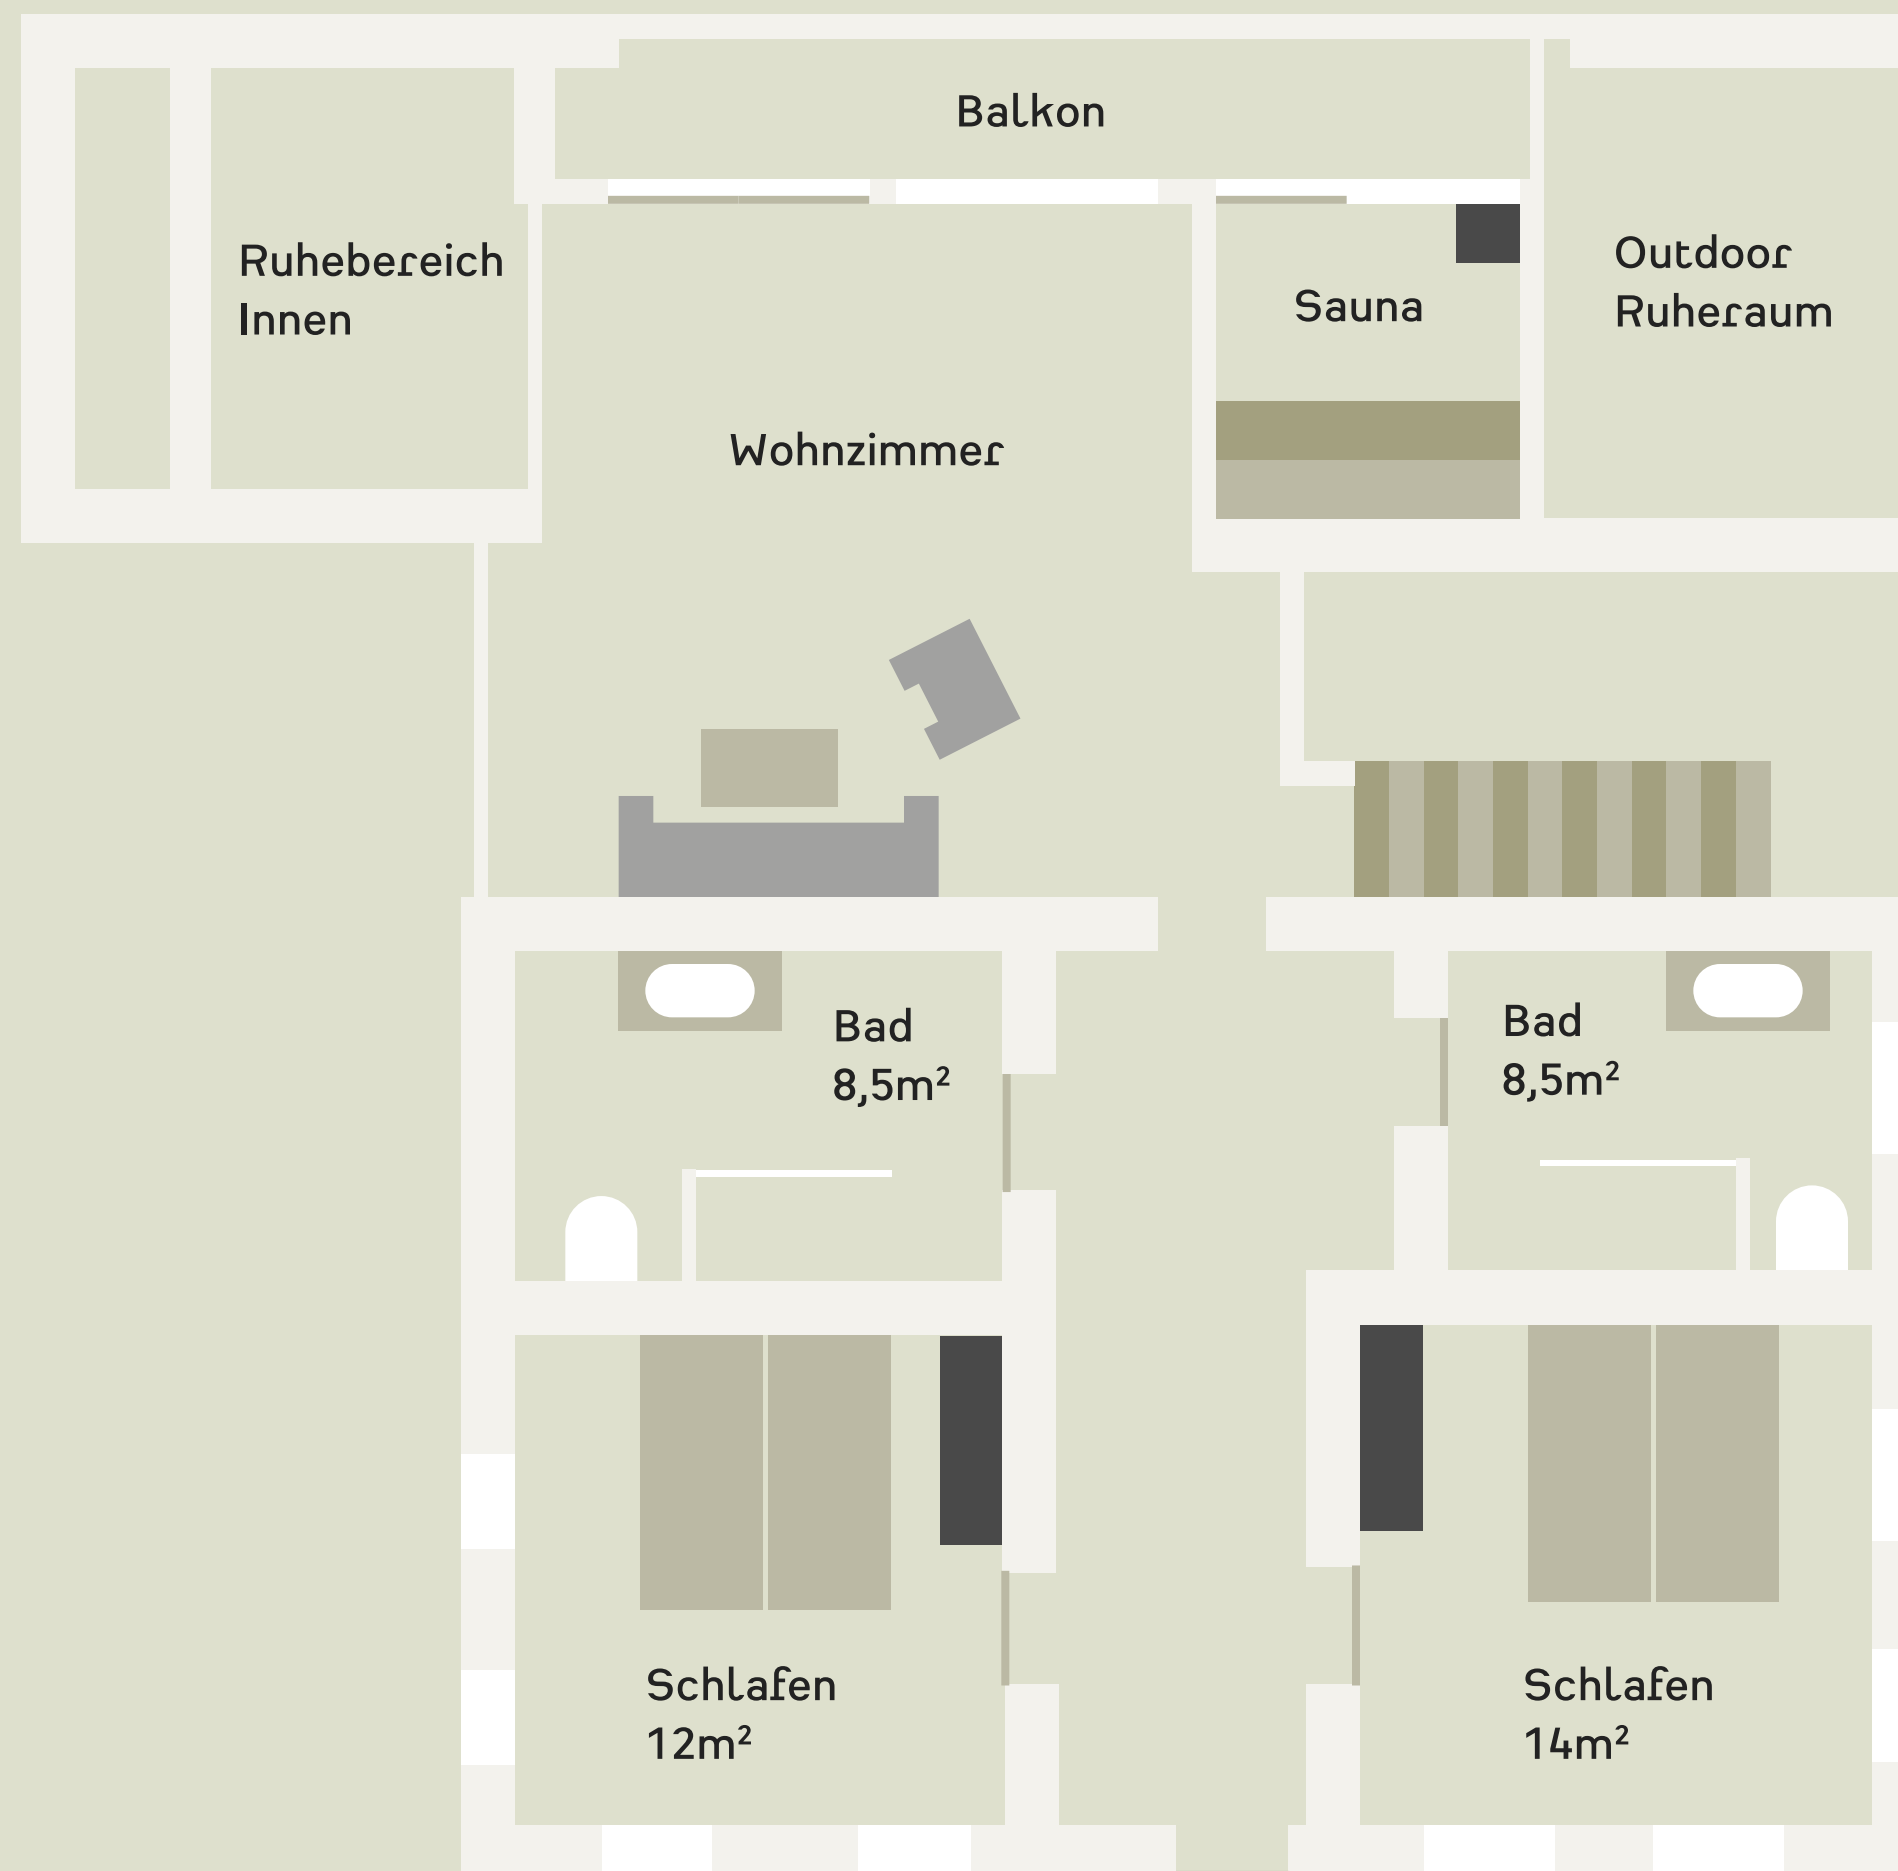 Balkon
Ruhebereich
Innen
Wohnzimmer
Sauna
Outdoor
Ruheraum
Bad
8,5m²
Bad
8,5m²
Schlafen
12m²
Schlafen
14m²